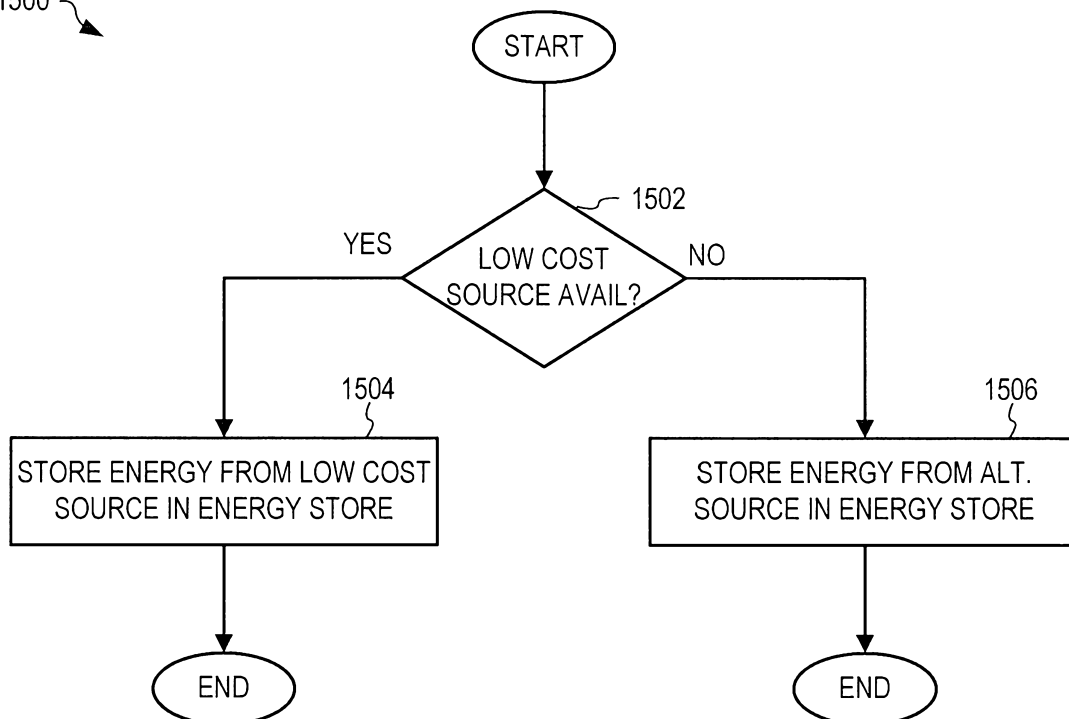 1500
START
1502
YES
LOW COST
SOURCE AVAIL?
NO
1504
1506
STORE ENERGY FROM LOW COST
SOURCE IN ENERGY STORE
STORE ENERGY FROM ALT.
SOURCE IN ENERGY STORE
END
END